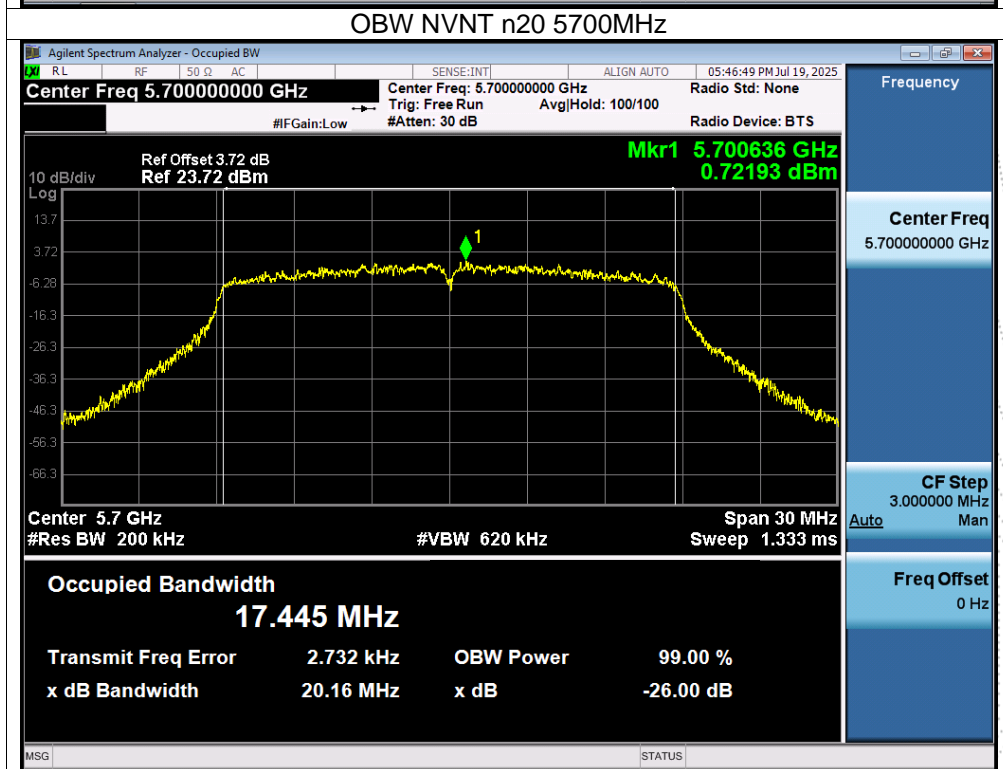 OBW NVNT n20 5700MHz
Agilent Spectrum Analyzer - Occupied BW
LXI RL RF 50 Ω AC SENSE:INT ALIGN AUTO 05:46:49 PM Jul 19, 2025
Center Freq 5.700000000 GHz
Center Freq: 5.700000000 GHz
Radio Std: None
Trig: Free Run Avg|Hold: 100/100
#IFGain:Low #Atten: 30 dB Radio Device: BTS
Frequency
Mkr1 5.700636 GHz
0.72193 dBm
Ref Offset 3.72 dB
10 dB/div Ref 23.72 dBm
Log
13.7
3.72
-6.28
-16.3
-26.3
-36.3
-46.3
-56.3
-66.3
1
Center 5.7 GHz Span 30 MHz
#Res BW 200 kHz #VBW 620 kHz Sweep 1.333 ms
Center Freq
5.700000000 GHz
CF Step
3.000000 MHz
Auto Man
Freq Offset
0 Hz
Occupied Bandwidth
17.445 MHz
Transmit Freq Error 2.732 kHz OBW Power 99.00 %
x dB Bandwidth 20.16 MHz x dB -26.00 dB
MSG STATUS